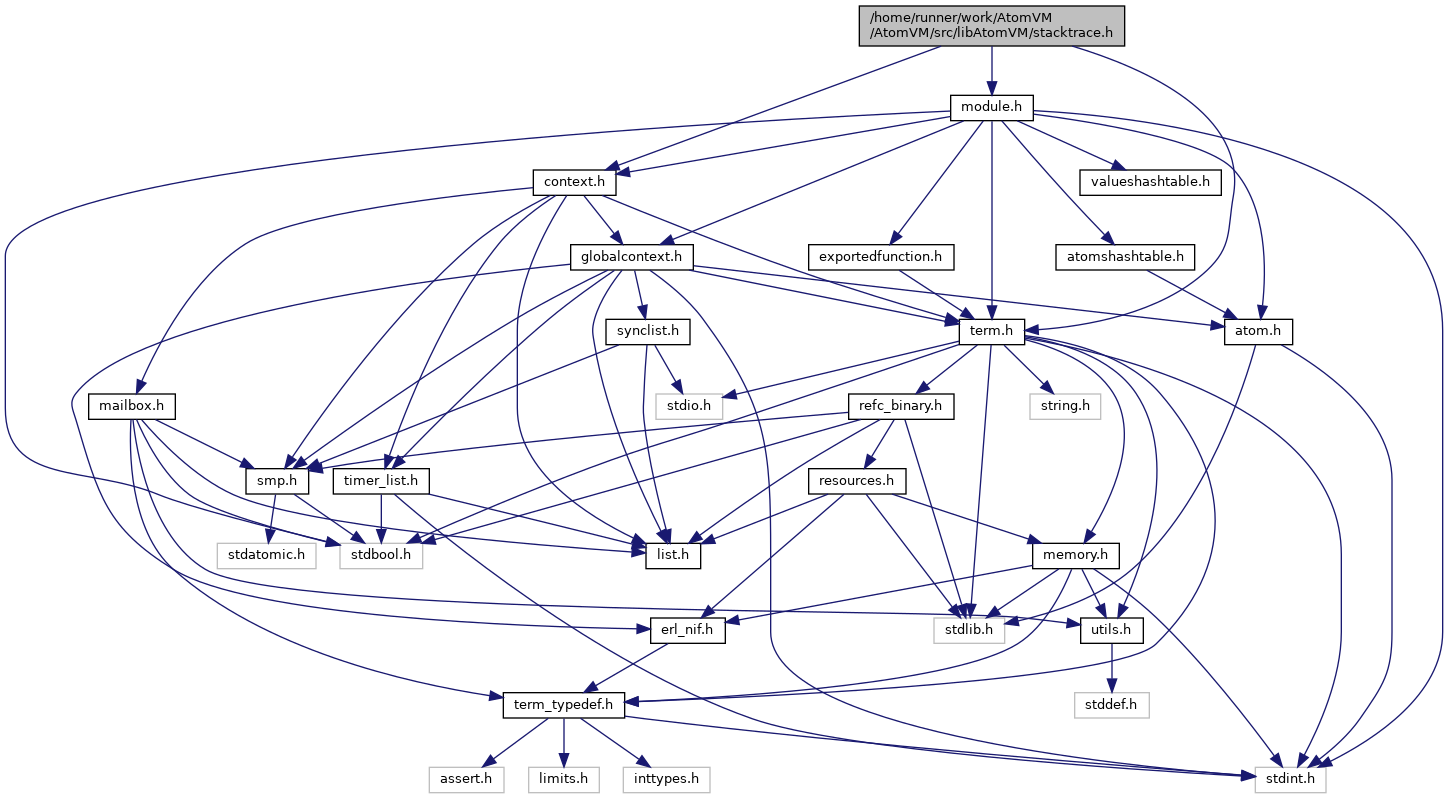 /home/runner/work/AtomVM
/AtomVM/src/libAtomVM/stacktrace.h
module.h
context.h
valueshashtable.h
globalcontext.h
exportedfunction.h
atomshashtable.h
synclist.h
term.h
atom.h
mailbox.h
stdio.h
refc_binary.h
string.h
smp.h
timer_list.h
resources.h
stdatomic.h
stdbool.h
list.h
memory.h
erl_nif.h
stdlib.h
utils.h
term_typedef.h
stddef.h
assert.h
limits.h
inttypes.h
stdint.h